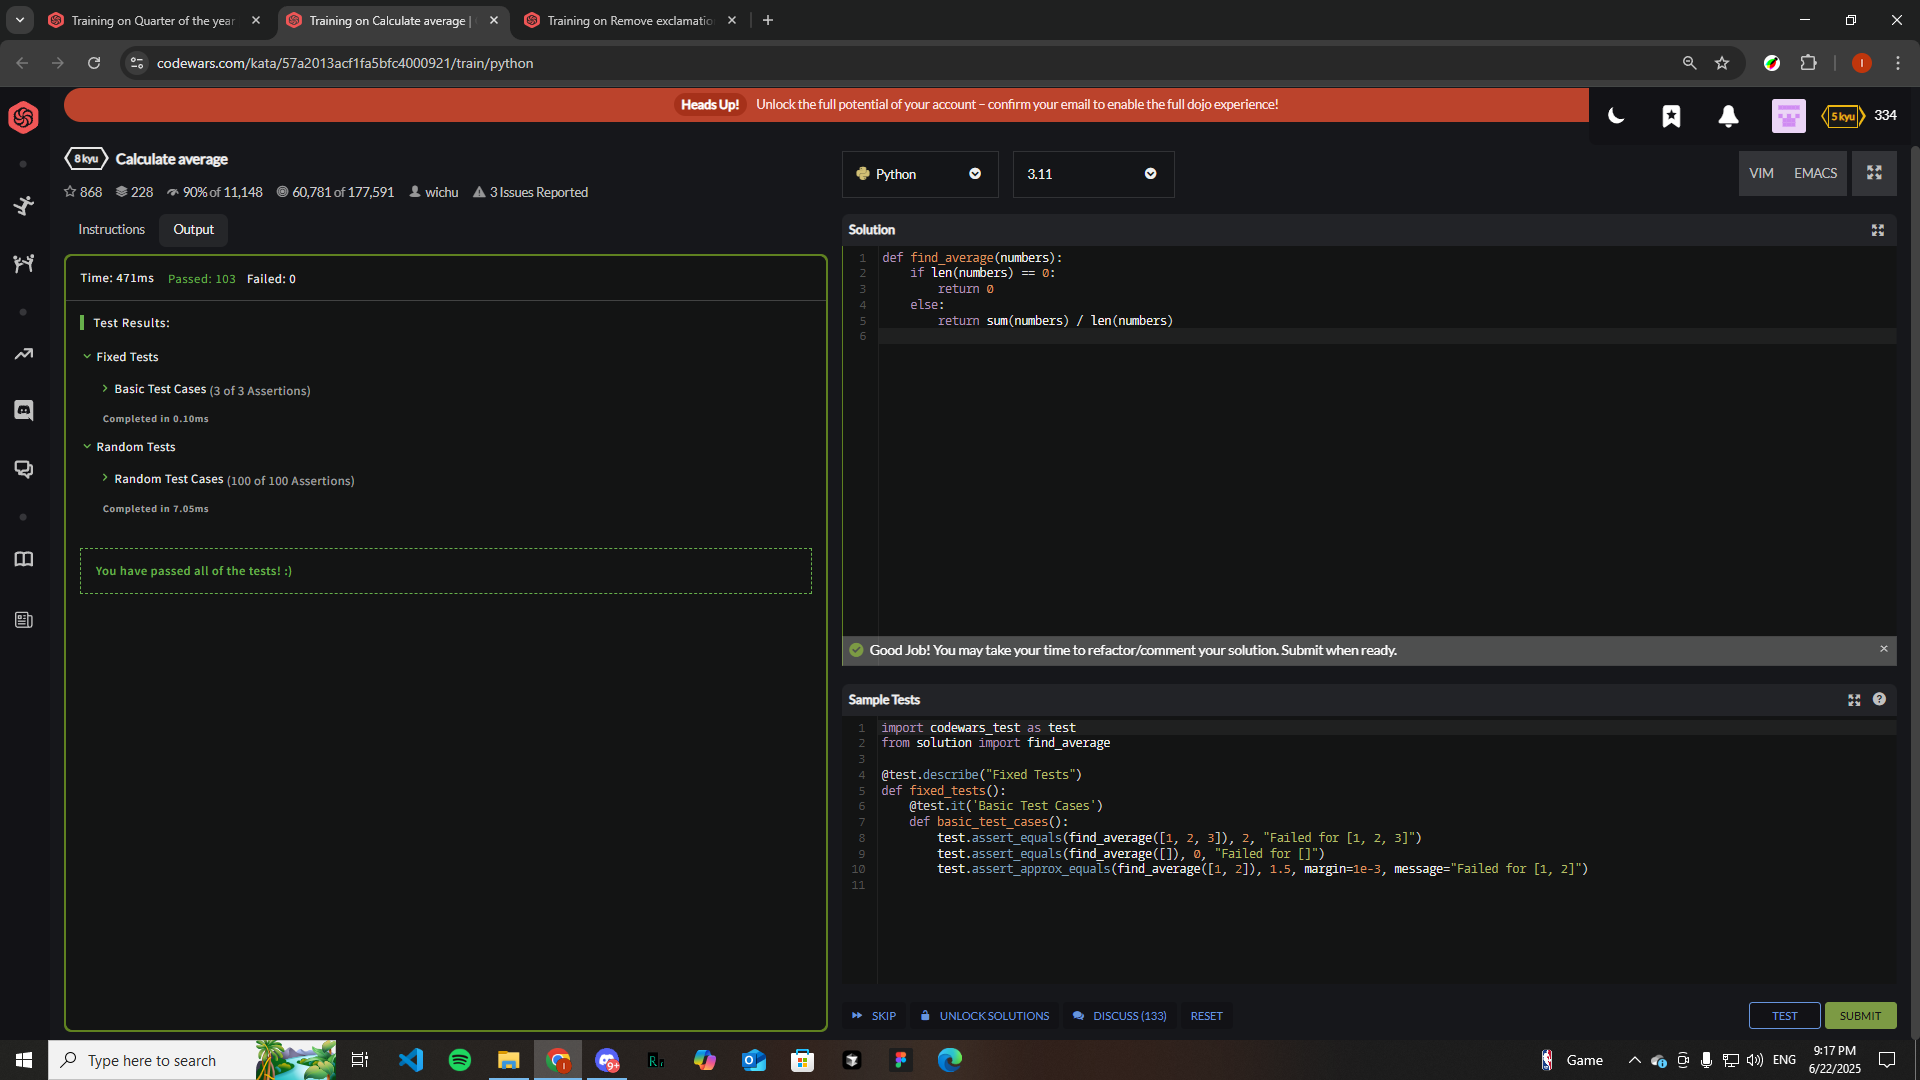 Training on Quarter of the year
Training on Calculate average |
Training on Remove exclamatio
codewars.com/kata/57a2013acf1fa5bfc4000921/train/python
I
Heads Up! Unlock the full potential of your account – confirm your email to enable the full dojo experience!
5 kyu 334
8 kyu Calculate average
868 228 90% of 11,148 60,781 of 177,591 wichu 3 Issues Reported
Instructions Output
Time: 471ms Passed: 103 Failed: 0
Test Results:
Fixed Tests
Basic Test Cases (3 of 3 Assertions)
Completed in 0.10ms
Random Tests
Random Test Cases (100 of 100 Assertions)
Completed in 7.05ms
You have passed all of the tests! :)
Python 3.11
VIM EMACS
Solution
1 def find_average(numbers):
2 if len(numbers) == 0:
3 return 0
4 else:
5 return sum(numbers) / len(numbers)
6
Good Job! You may take your time to refactor/comment your solution. Submit when ready.
Sample Tests
1 import codewars_test as test
2 from solution import find_average
3
4 @test.describe("Fixed Tests")
5 def fixed_tests():
6 @test.it('Basic Test Cases')
7 def basic_test_cases():
8 test.assert_equals(find_average([1, 2, 3]), 2, "Failed for [1, 2, 3]")
9 test.assert_equals(find_average([]), 0, "Failed for []")
10 test.assert_approx_equals(find_average([1, 2]), 1.5, margin=1e-3, message="Failed for [1, 2]")
11
SKIP UNLOCK SOLUTIONS DISCUSS (133) RESET
TEST SUBMIT
Type here to search
9+
Game
ENG
9:17 PM
6/22/2025